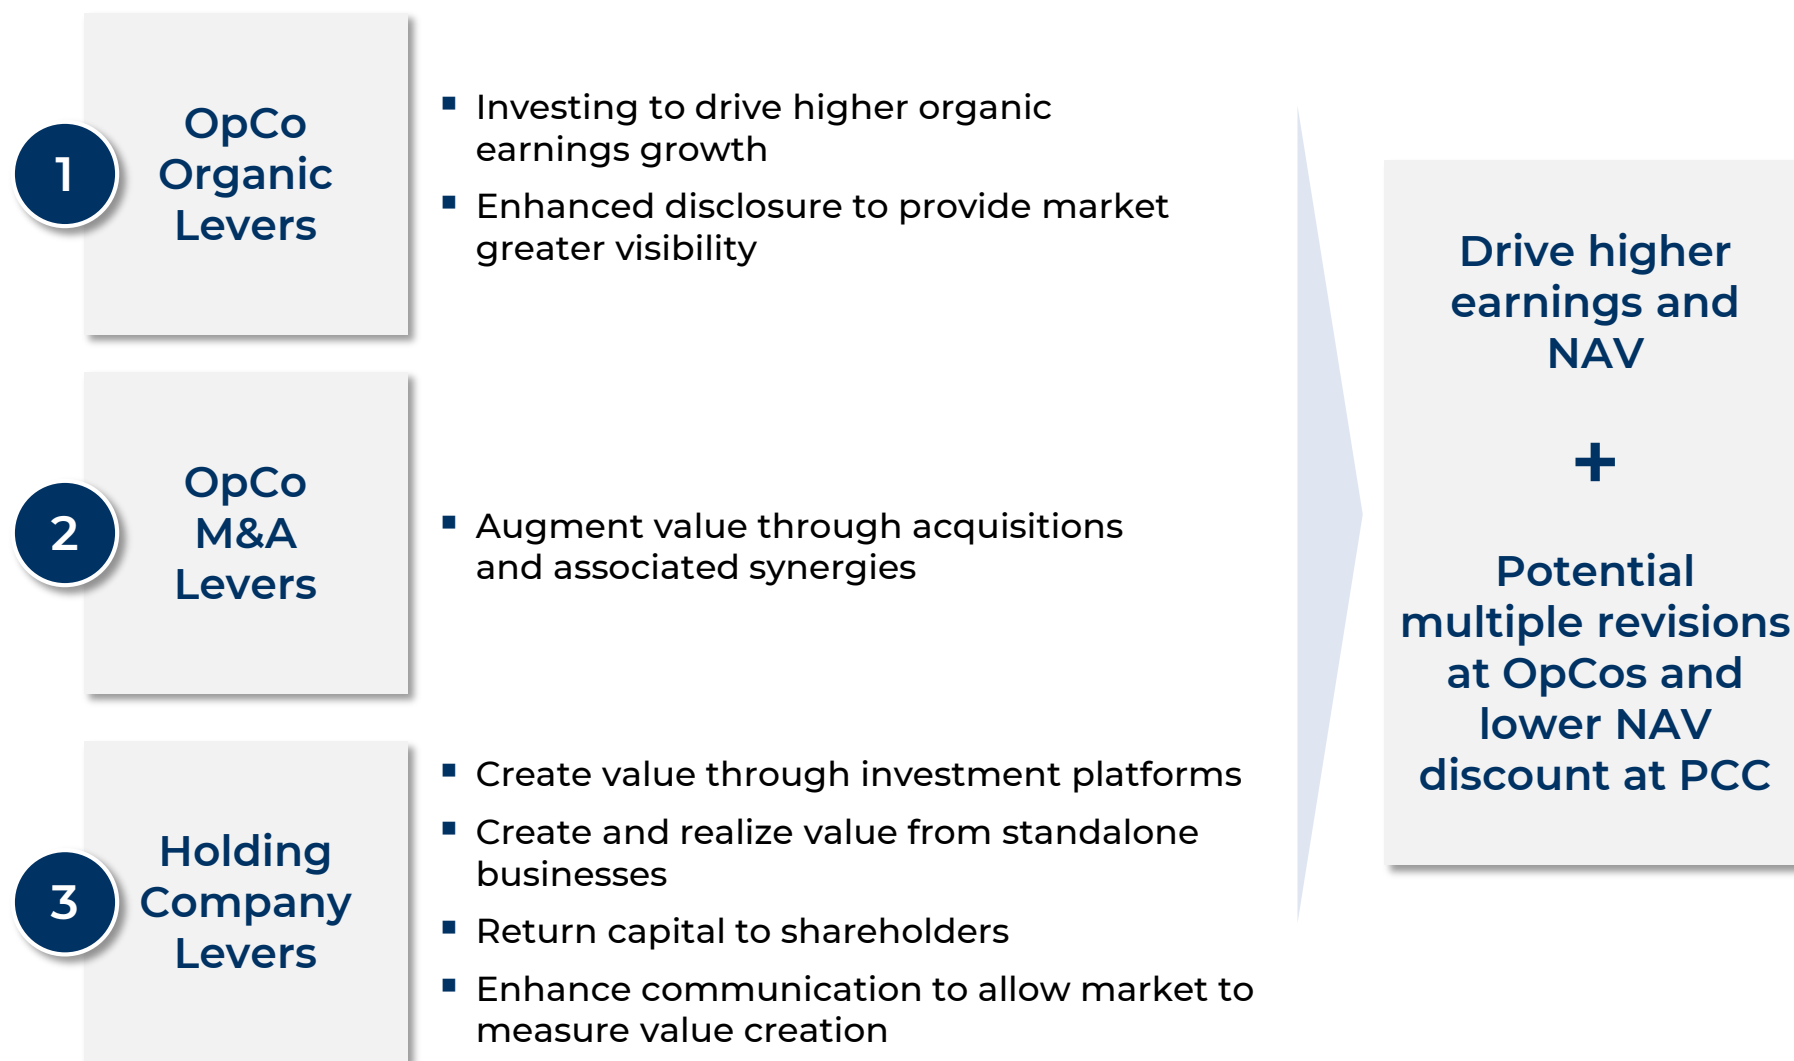 1
OpCo
Organic
Levers
▪ Investing to drive higher organic
earnings growth
▪ Enhanced disclosure to provide market
greater visibility
2
OpCo
M&A
Levers
▪ Augment value through acquisitions
and associated synergies
3
Holding
Company
Levers
▪ Create value through investment platforms
▪ Create and realize value from standalone
businesses
▪ Return capital to shareholders
▪ Enhance communication to allow market to
measure value creation
Drive higher
earnings and
NAV
+
Potential
multiple revisions
at OpCos and
lower NAV
discount at PCC